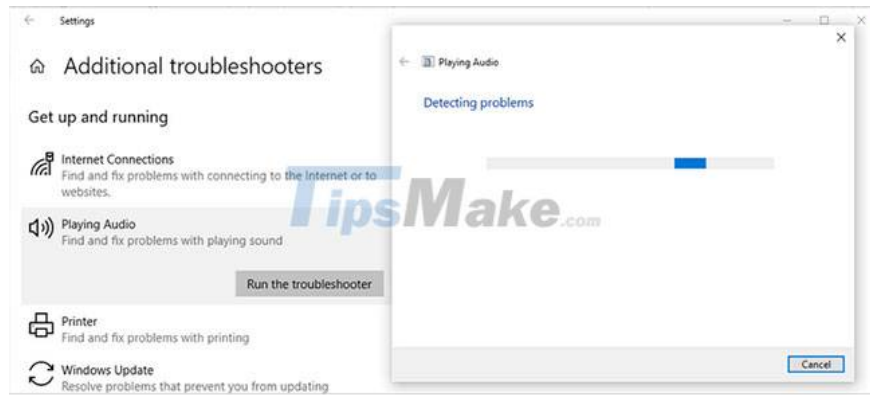 Settings
Additional troubleshooters
Get up and running
Internet Connections
Find and fix problems with connecting to the Internet or to
websites.
Playing Audio
Find and fix problems with playing sound
Run the troubleshooter
Printer
Find and fix problems with printing
Windows Update
Resolve problems that prevent you from updating
Playing Audio
Detecting problems
Cancel
TipsMake.com